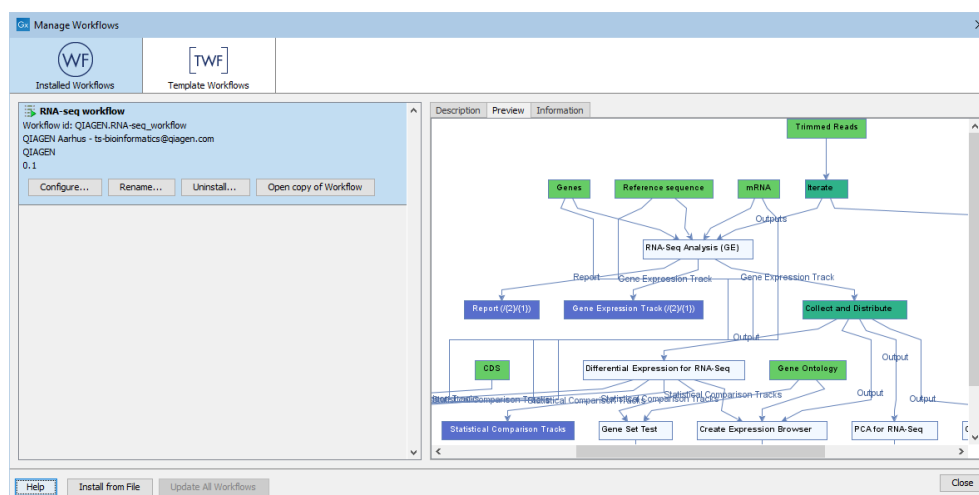 Gx Manage Workflows
WF
TWF
Installed Workflows
Template Workflows
RNA-seq workflow
Workflow id: QIAGEN.RNA-seq_workflow
QIAGEN Aarhus - ts-bioinformatics@qiagen.com
QIAGEN
0.1
Configure...
Rename...
Uninstall...
Open copy of Workflow
Description
Preview
Information
Trimmed Reads
Genes
Reference sequence
mRNA
Iterate
Outputs
RNA-Seq Analysis (GE)
Report
Gene Expression Track
Gene Expression Track
Report (/{2}/{1})
Gene Expression Track (/{2}/{1})
Collect and Distribute
Output
Output
CDS
Differential Expression for RNA-Seq
Gene Ontology
Statistical Comparison Tracks
Output
Output
Statistical Comparison Tracks
Statistical Comparison Tracks
Statistical Comparison Tracks
Gene Set Test
Create Expression Browser
PCA for RNA-Seq
Help
Install from File
Update All Workflows
Close